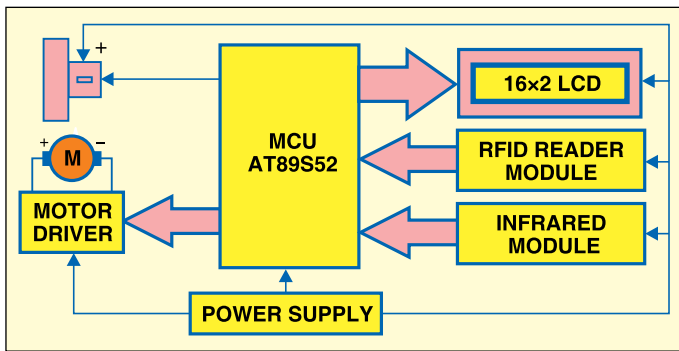 +
16×2 LCD
MCU
AT89S52
+ −
M
RFID READER
MODULE
MOTOR
DRIVER
INFRARED
MODULE
POWER SUPPLY